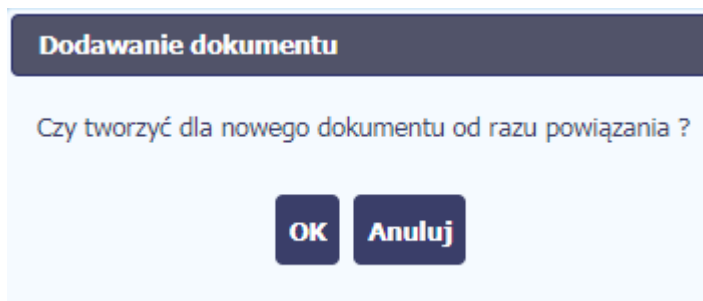 Dodawanie dokumentu
Czy tworzyć dla nowego dokumentu od razu powiązania ?
OK Anuluj